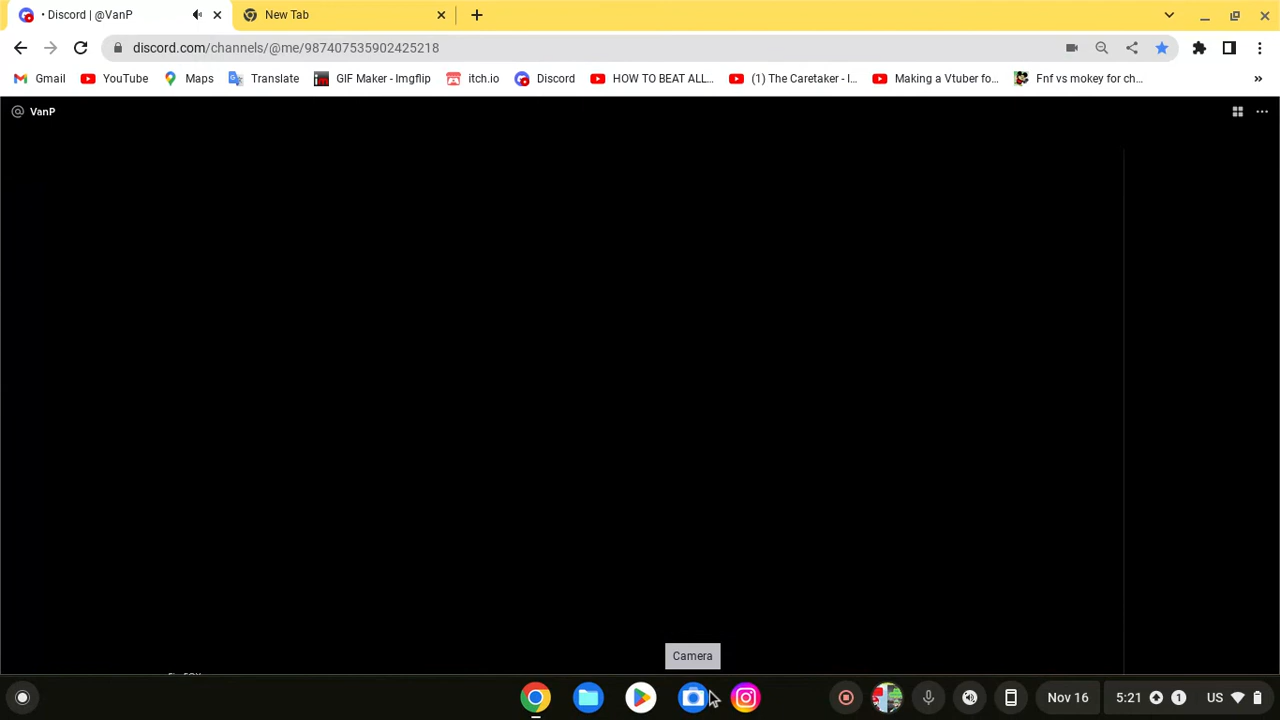 • Discord | @VanP
New Tab
discord.com/channels/@me/987407535902425218
Gmail
YouTube
Maps
Translate
GIF Maker - Imgflip
itch.io
Discord
HOW TO BEAT ALL...
(1) The Caretaker - I...
Making a Vtuber fo...
Fnf vs mokey for ch...
»
@ VanP
Camera
Nov 16
5:21
1
US